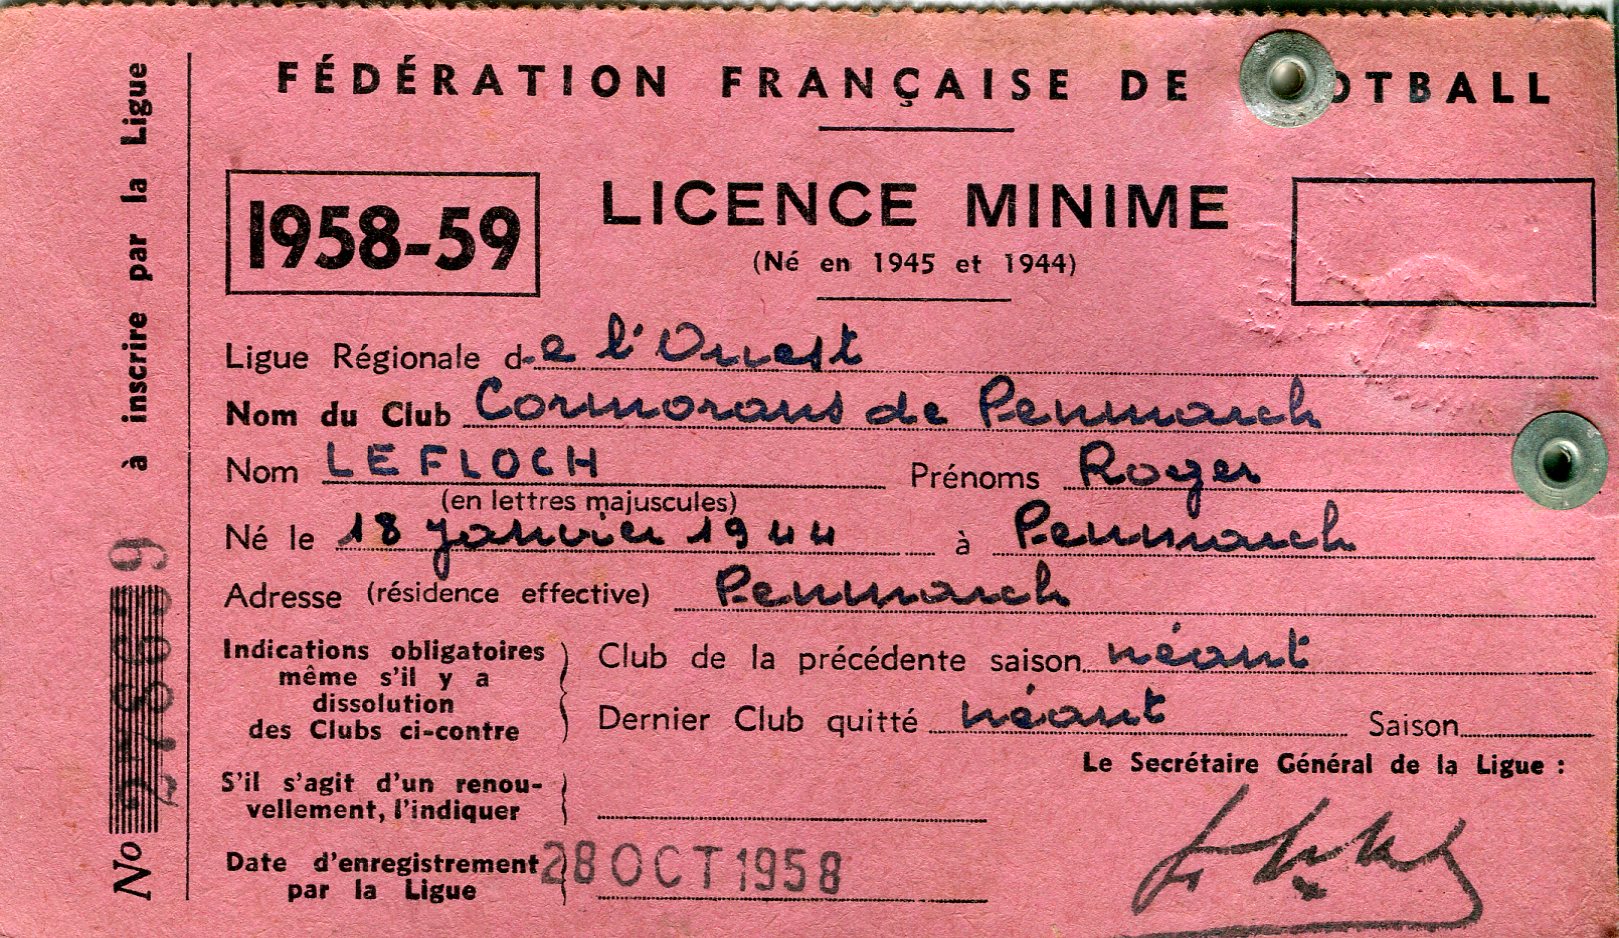 FÉDÉRATION FRANÇAISE DE OTBALL
1958-59
LICENCE MINIME
(Né en 1945 et 1944)
Ligue Régionale de l'Ouest
Nom du Club Cormorans de Penmarch
Nom LE FLOCH Prénoms Roger
(en lettres majuscules)
Né le 18 janvier 1944 à Penmarch
Adresse (résidence effective) Penmarch
Indications obligatoires
même s'il y a
dissolution
des Clubs ci-contre
Club de la précédente saison néant
Dernier Club quitté néant Saison
Le Secrétaire Général de la Ligue :
S'il s'agit d'un renou-
vellement, l'indiquer
Date d'enregistrement
par la Ligue
28 OCT 1958
No à inscrire par la Ligue